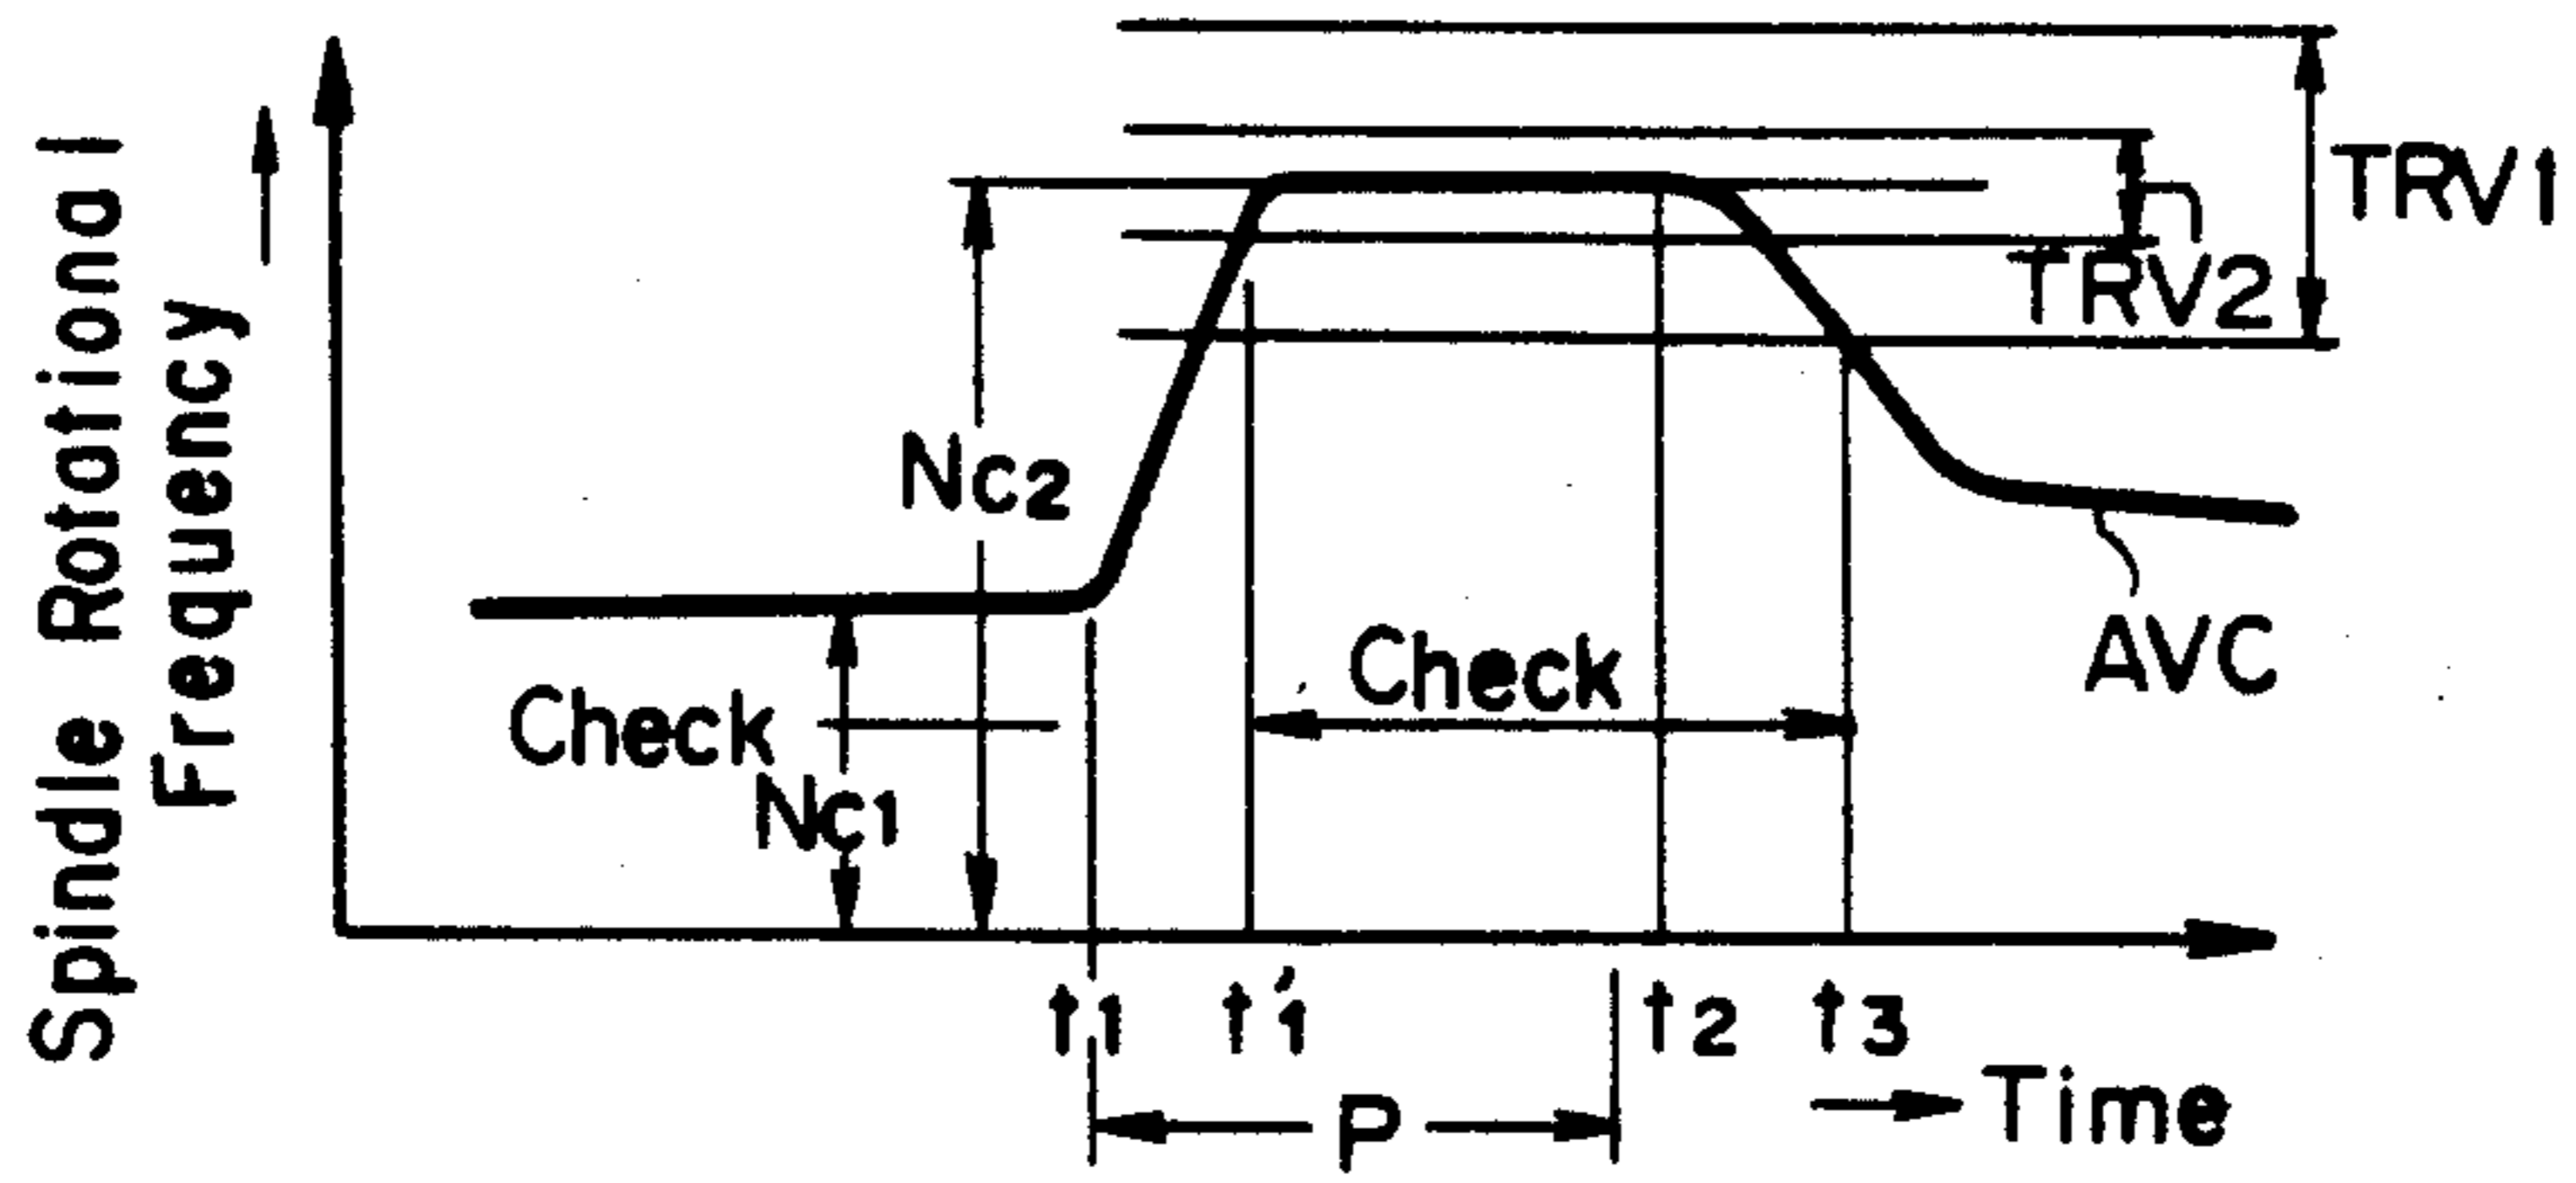 Spindle Rotational
Frequency
TRV1
TRV2
Nc2
Check
Check
AVC
Nc1
t1
t'1
t2
t3
P
Time